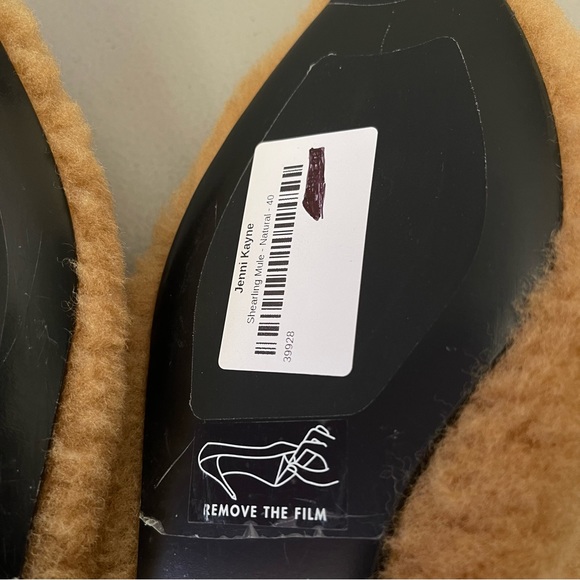 Jenni Kayne
Shearling Mule - Natural - 40
39928
REMOVE THE FILM